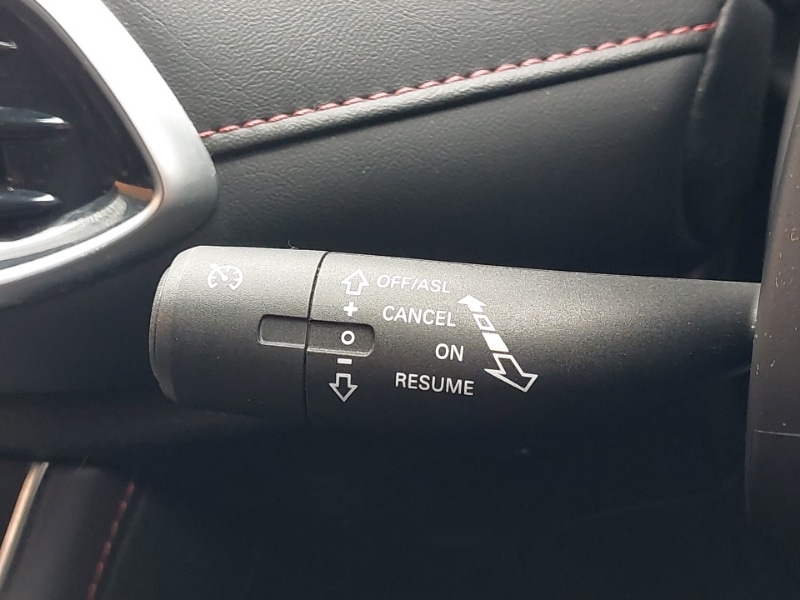 OFF/ASL
+
CANCEL
ON
–
RESUME